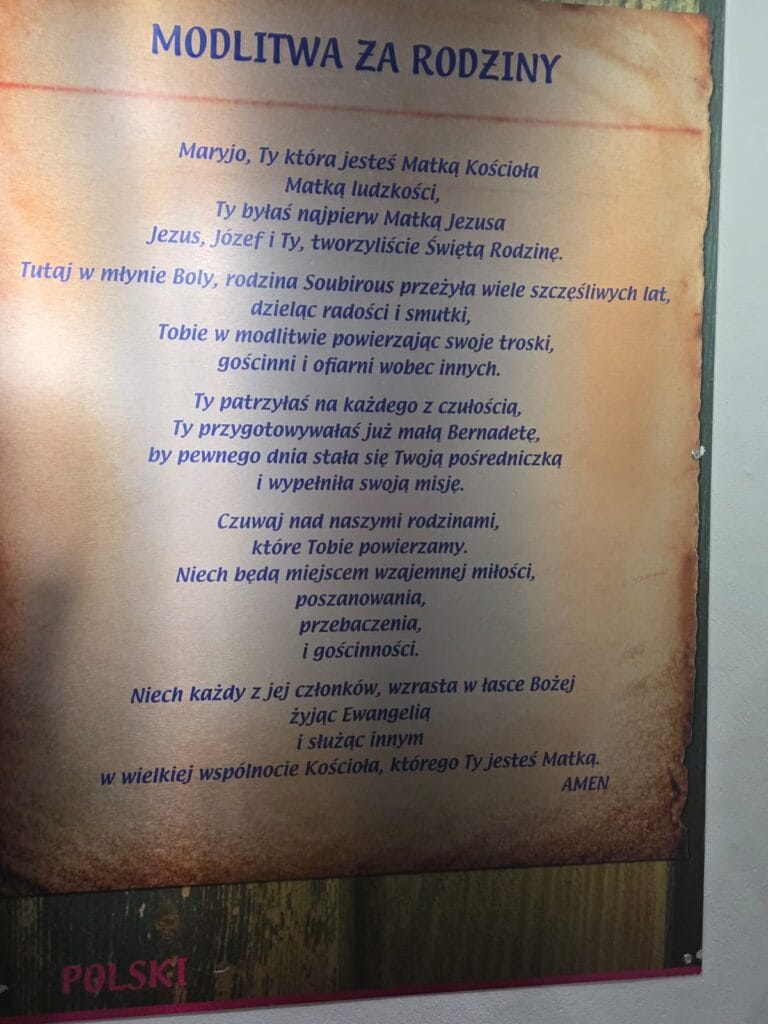 MODLITWA ZA RODZINY
Maryjo, Ty która jesteś Matką Kościoła
Matką ludzkości,
Ty byłaś najpierw Matką Jezusa
Jezus, Józef i Ty, tworzyliście Świętą Rodzinę.
Tutaj w młynie Boly, rodzina Soubirous przeżyła wiele szczęśliwych lat,
dzieląc radości i smutki,
Tobie w modlitwie powierzając swoje troski,
gościnni i ofiarni wobec innych.
Ty patrzyłaś na każdego z czułością,
Ty przygotowywałaś już małą Bernadetę,
by pewnego dnia stała się Twoją pośredniczką
i wypełniła swoją misję.
Czuwaj nad naszymi rodzinami,
które Tobie powierzamy.
Niech będą miejscem wzajemnej miłości,
poszanowania,
przebaczenia,
i gościnności.
Niech każdy z jej członków, wzrasta w łasce Bożej
żyjąc Ewangelią
i służąc innym
w wielkiej wspólnocie Kościoła, którego Ty jesteś Matką.
AMEN
POLSKI